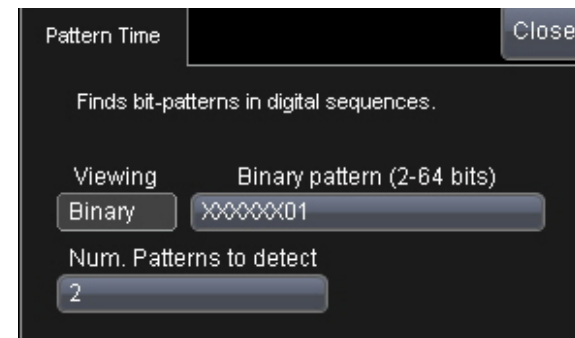 Pattern Time
Close
Finds bit-patterns in digital sequences.
Viewing
Binary pattern (2-64 bits)
Binary
XXXXXX01
Num. Patterns to detect
2